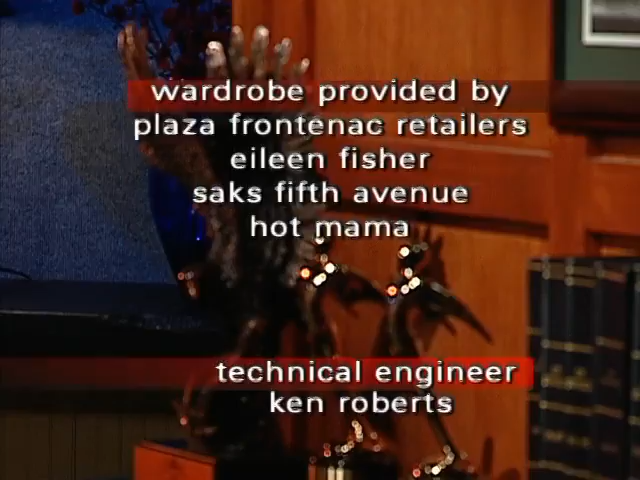 wardrobe provided by
plaza frontenac retailers
eileen fisher
saks fifth avenue
hot mama
technical engineer
ken roberts